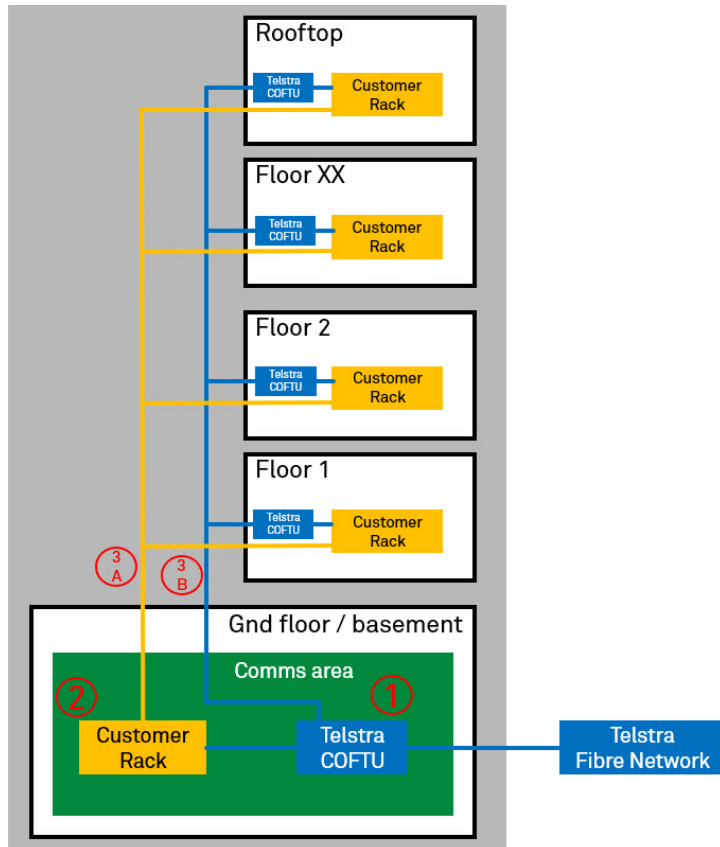 Rooftop
Telstra
COFTU
Customer
Rack
Floor XX
Telstra
COFTU
Customer
Rack
Floor 2
Telstra
COFTU
Customer
Rack
Floor 1
Telstra
COFTU
Customer
Rack
3
A
3
B
Gnd floor / basement
Comms area
2
1
Customer
Rack
Telstra
COFTU
Telstra
Fibre Network